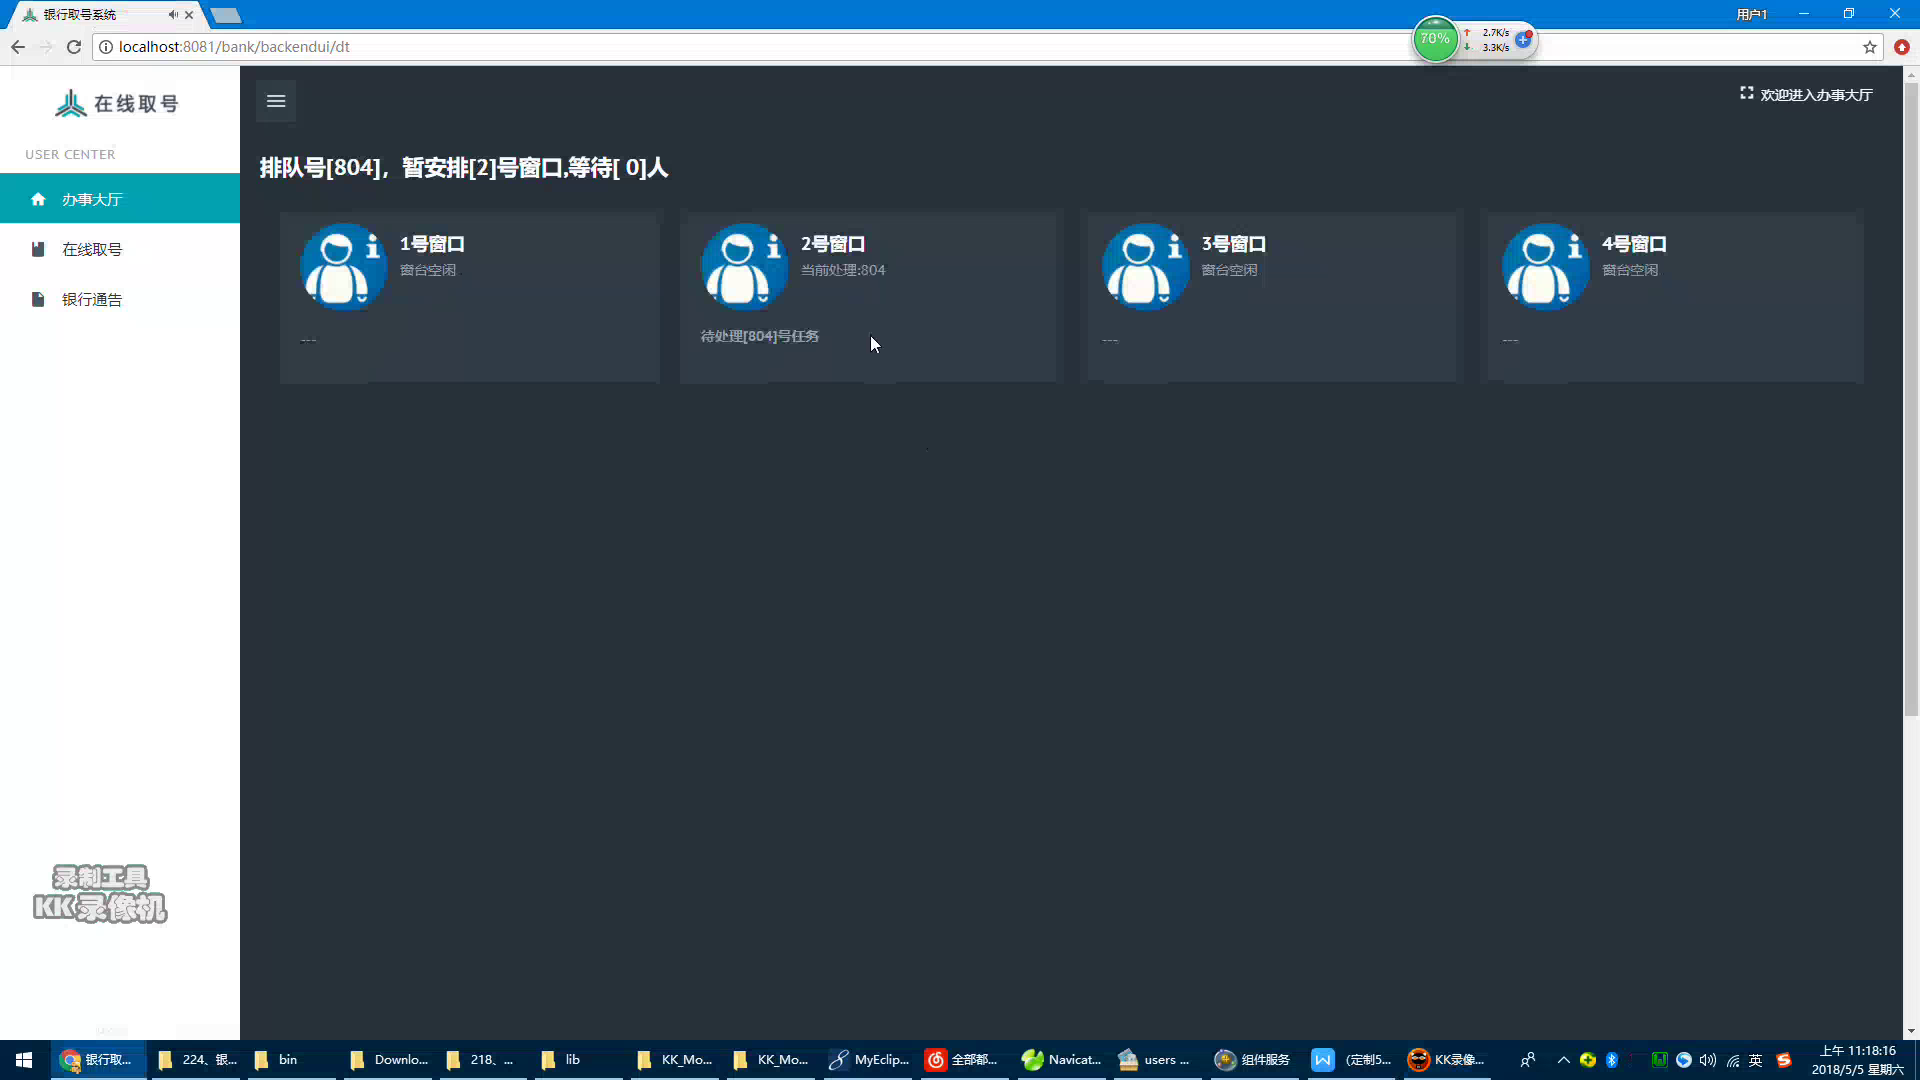 银行取号系统
用户1
localhost:8081/bank/backendui/dt
70%
2.7K/s
3.3K/s
在线取号
USER CENTER
办事大厅
在线取号
银行通告
欢迎进入办事大厅
排队号[804]，暂安排[2]号窗口,等待[ 0]人
1号窗口
窗台空闲
---
2号窗口
当前处理:804
待处理[804]号任务
3号窗口
窗台空闲
---
4号窗口
窗台空闲
---
录制工具
KK录像机
银行取...
224、银...
bin
Downlo...
218、...
lib
KK_Mo...
KK_Mo...
MyEclip...
全部都...
Navicat...
users ...
组件服务
(定制5...
KK录像...
英
上午 11:18:16
2018/5/5 星期六